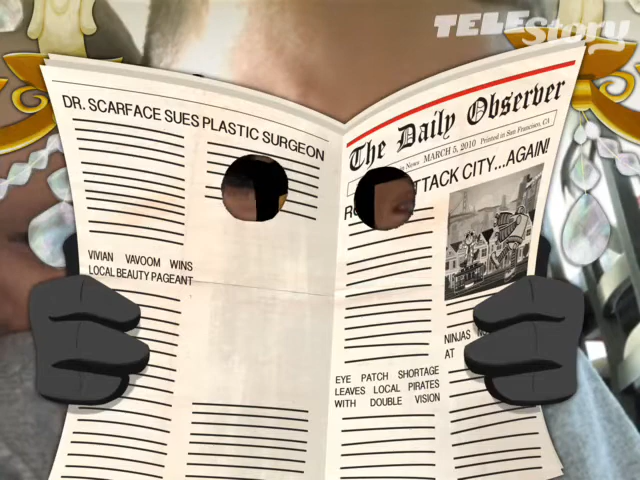 TELEStory
DR. SCARFACE SUES PLASTIC SURGEON
VIVIAN VAVOOM WINS
LOCAL BEAUTY PAGEANT
The Daily Observer
News MARCH 5, 2010 Printed in San Francisco, CA
TTACK CITY...AGAIN!
EYE PATCH SHORTAGE
LEAVES LOCAL PIRATES
WITH DOUBLE VISION
NINJAS
AT